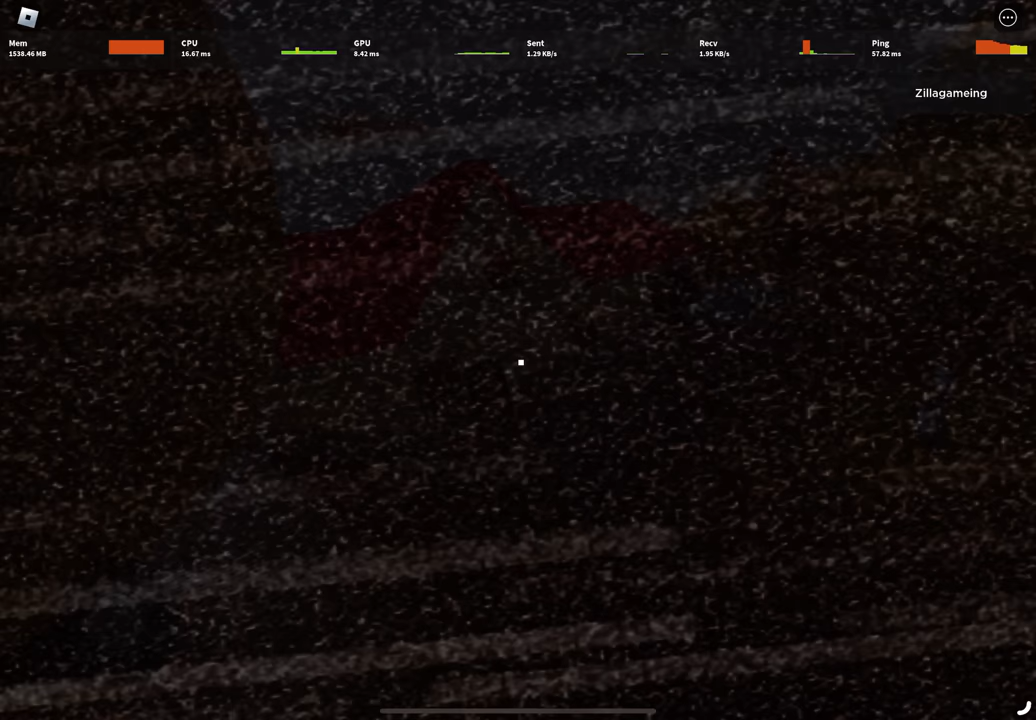 Mem CPU GPU Sent Recv Ping
1538.46 MB 16.67 ms 8.42 ms 1.29 KB/s 1.95 KB/s 57.82 ms
Zillagameing